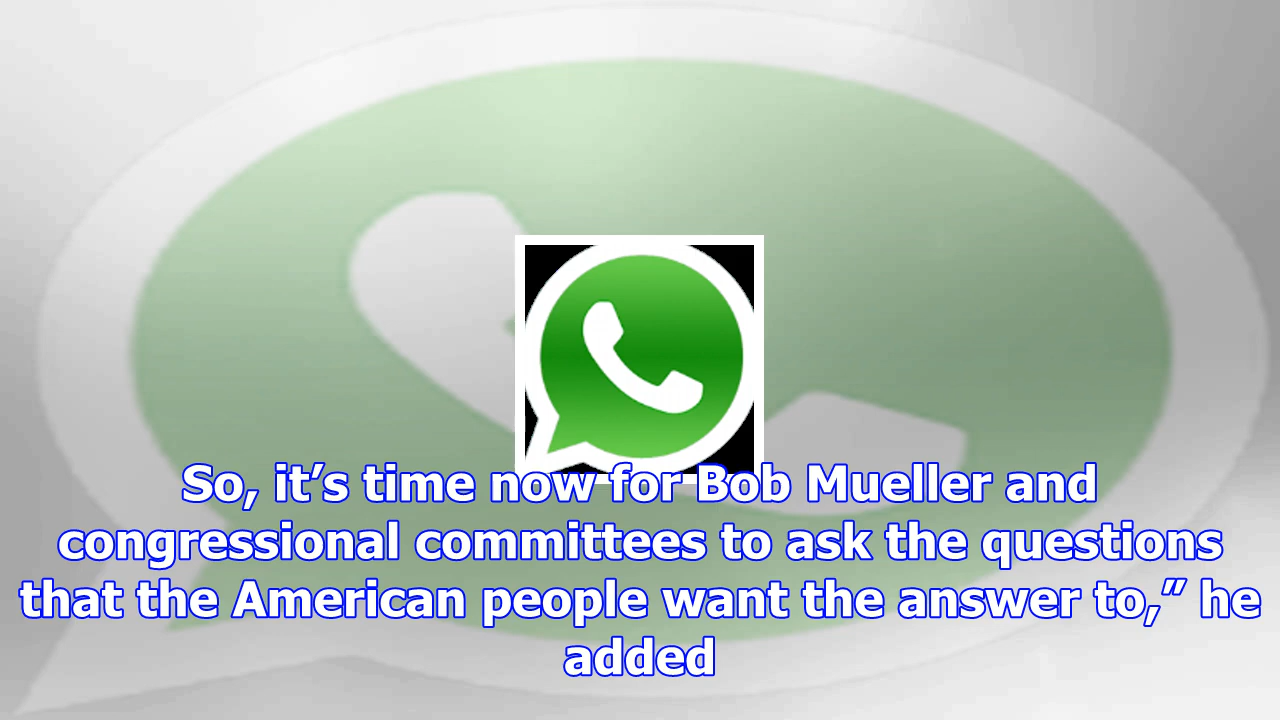 So, it’s time now for Bob Mueller and
congressional committees to ask the questions
that the American people want the answer to,” he
added